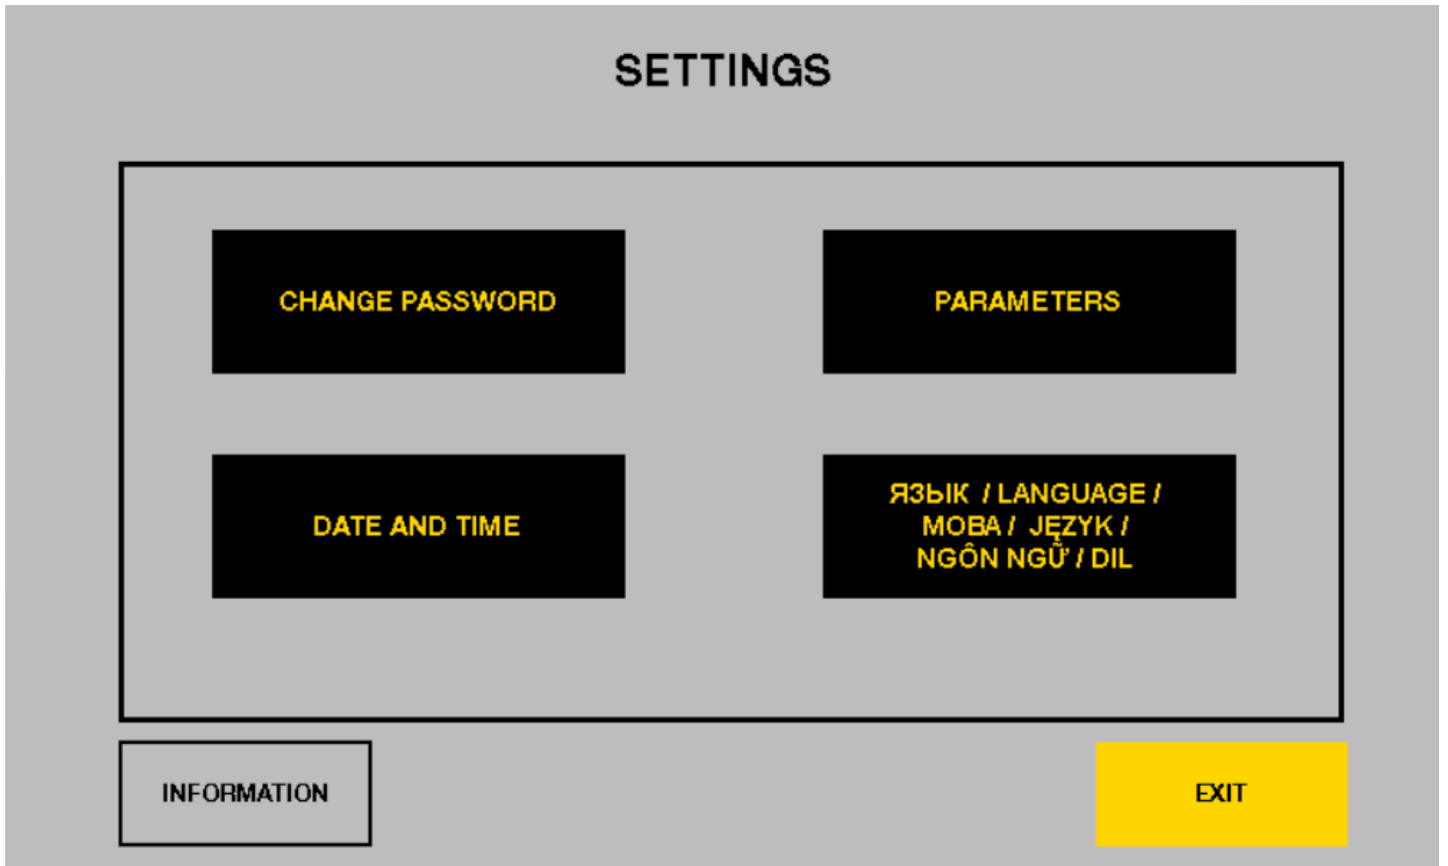 SETTINGS
CHANGE PASSWORD
PARAMETERS
DATE AND TIME
ЯЗЫК / LANGUAGE /
МОВА / JĘZYK /
NGÔN NGỮ / DIL
INFORMATION
EXIT